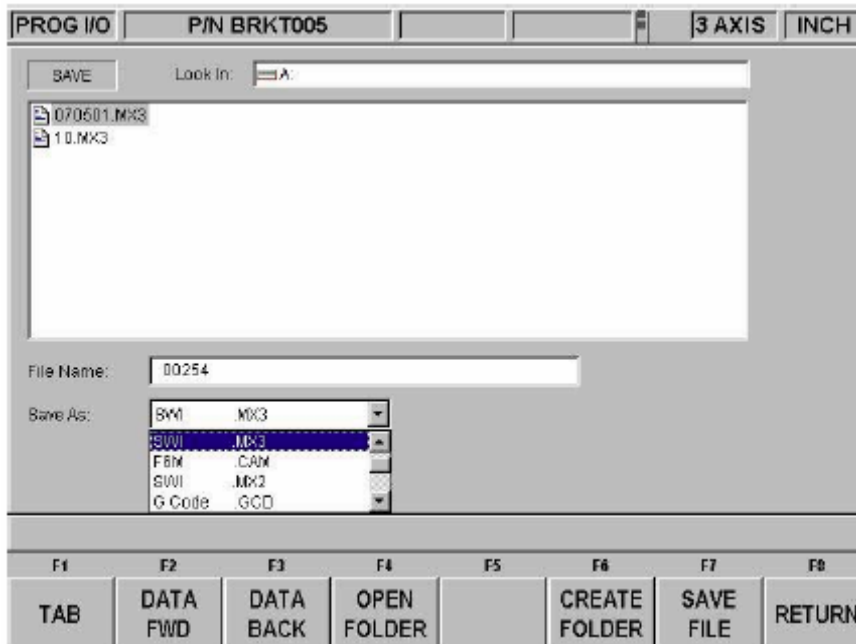 PROG I/O P/N BRKT005 3 AXIS INCH
SAVE Look In: A:
070501.MX3
10.MX3
File Name: 00254
Save As: SWI .MX3
SWI .MX3
F6M .CAM
SWI .MX2
G Code .GCD
F1 F2 F3 F4 F5 F6 F7 F8
TAB DATA FWD DATA BACK OPEN FOLDER CREATE FOLDER SAVE FILE RETURN